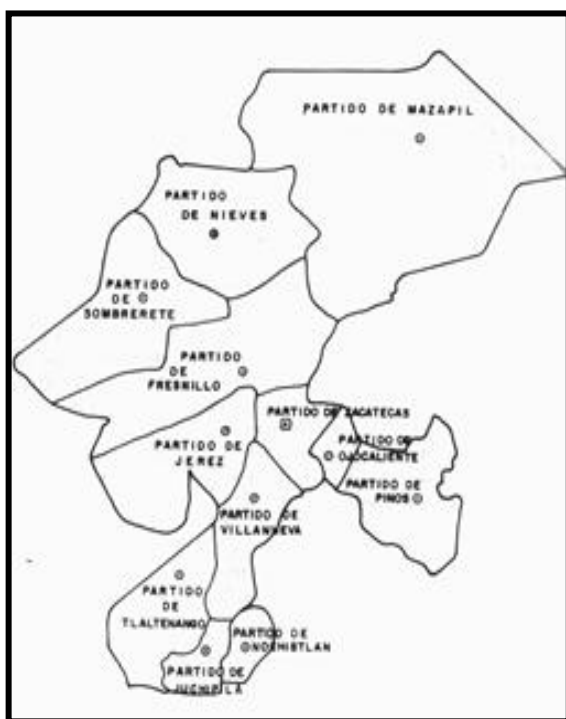 PARTIDO DE MAZAPIL
PARTIDO
DE NIEVES
PARTIDO
DE
SOMBRERETE
PARTIDO
DE
FRESNILLO
PARTIDO DE ZACATECAS
PARTIDO DE
JEREZ
PARTIDO DE
OJOCALIENTE
PARTIDO DE
PINOS
PARTIDO DE
VILLANUEVA
PARTIDO
DE
TLALTENANGO
PARTIDO DE
NOCHISTLAN
PARTIDO DE
JUCHIPILA